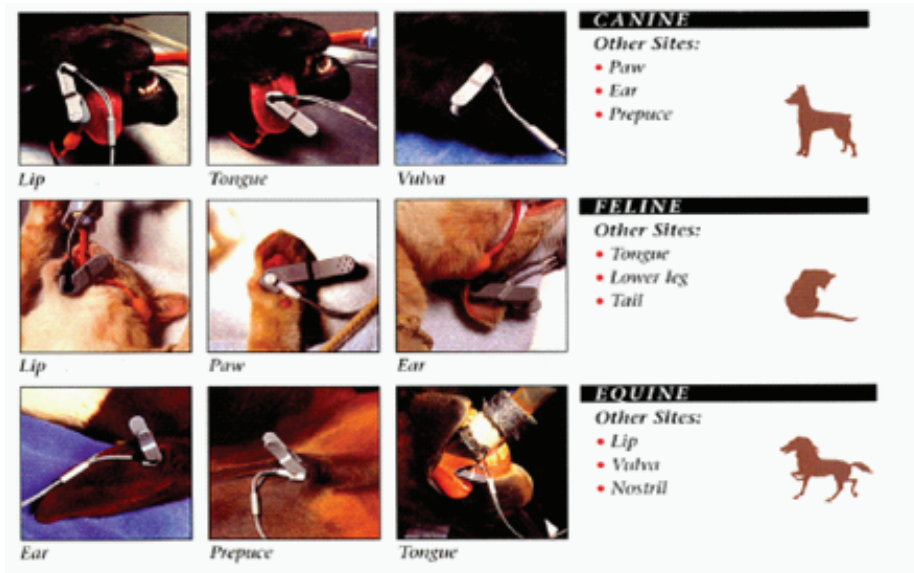 CANINE
Other Sites:
• Paw
• Ear
• Prepuce
Lip
Tongue
Vulva
FELINE
Other Sites:
• Tongue
• Lower leg
• Tail
Lip
Paw
Ear
EQUINE
Other Sites:
• Lip
• Vulva
• Nostril
Ear
Prepuce
Tongue